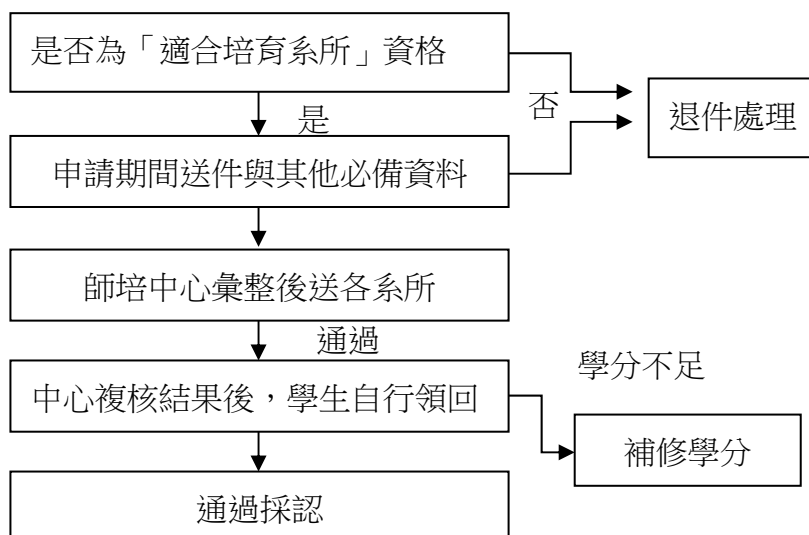 是否為「適合培育系所」資格
是
否
退件處理
申請期間送件與其他必備資料
師培中心彙整後送各系所
通過
學分不足
中心複核結果後，學生自行領回
補修學分
通過採認